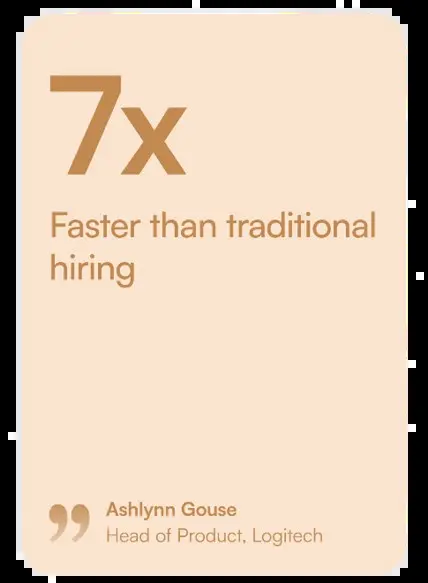 7x
Faster than traditional
hiring
Ashlynn Gouse
Head of Product, Logitech